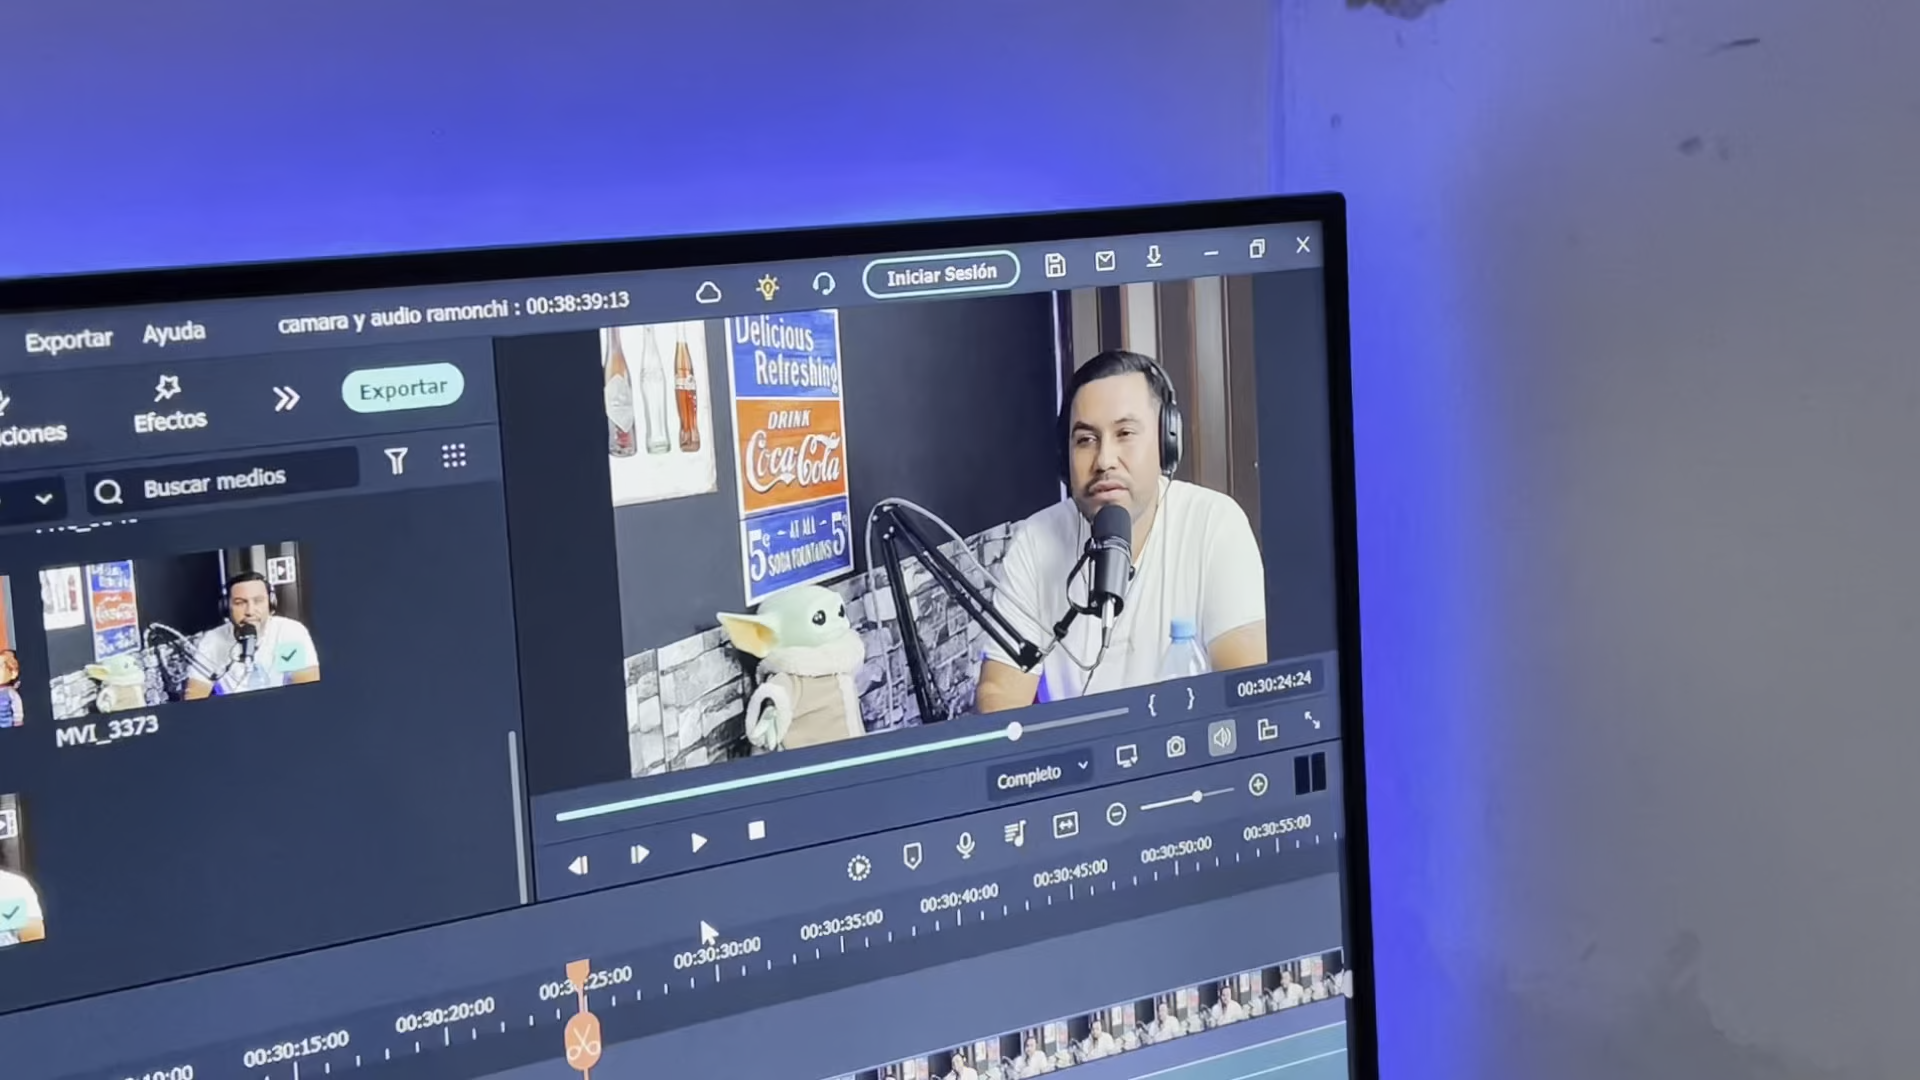 Exportar
Ayuda
camara y audio ramonchi : 00:38:39:13
Iniciar Sesión
ciones
Efectos
Exportar
Buscar medios
MVI_3373
Delicious
Refreshing
DRINK
Coca-Cola
5¢ AT ALL 5¢
SODA FOUNTAINS
{ }
00:30:24:24
Completo
00:30:15:00
00:30:20:00
00:30:30:00
00:30:35:00
00:30:40:00
00:30:45:00
00:30:50:00
00:30:55:00